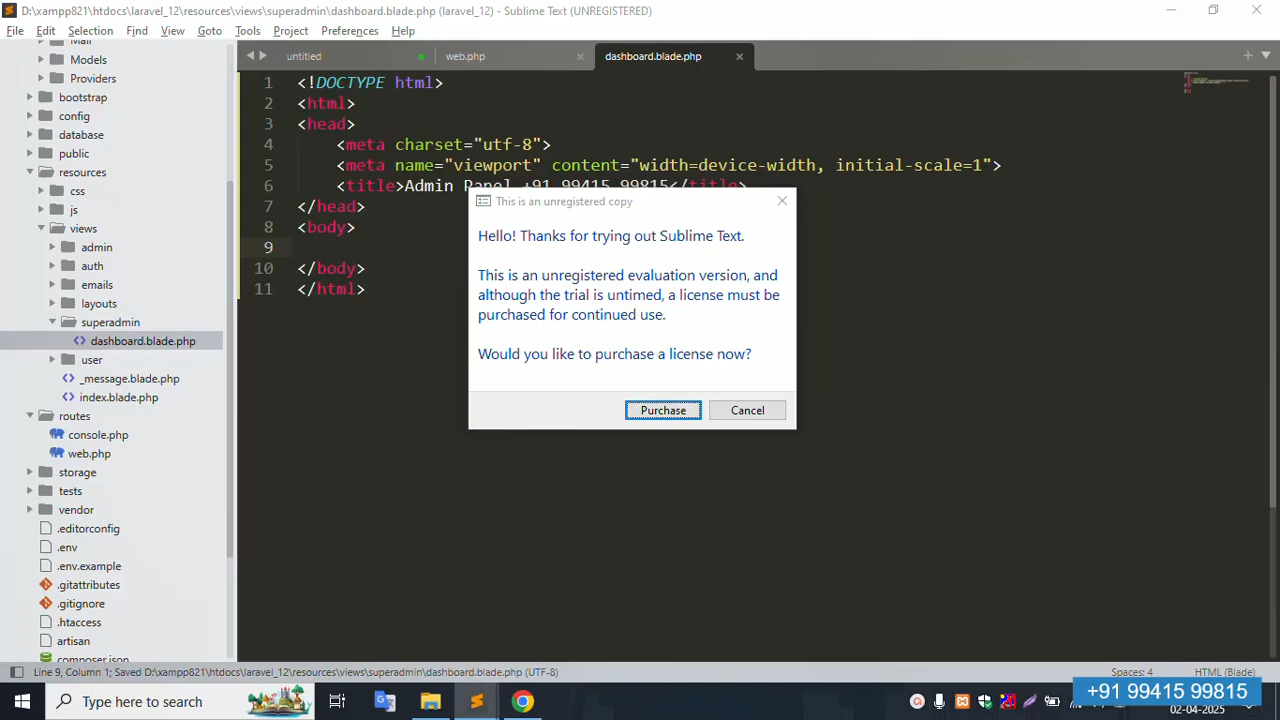 D:\xampp821\htdocs\laravel_12\resources\views\superadmin\dashboard.blade.php (laravel_12) - Sublime Text (UNREGISTERED)
File Edit Selection Find View Goto Tools Project Preferences Help
untitled
web.php
dashboard.blade.php
Models
Providers
bootstrap
config
database
public
resources
css
js
views
admin
auth
emails
layouts
superadmin
dashboard.blade.php
user
_message.blade.php
index.blade.php
routes
console.php
web.php
storage
tests
vendor
.editorconfig
.env
.env.example
.gitattributes
.gitignore
.htaccess
artisan
composer.json
1 <!DOCTYPE html>
2 <html>
3 <head>
4 <meta charset="utf-8">
5 <meta name="viewport" content="width=device-width, initial-scale=1">
6 <title>Admin Panel +91 99415 99815</title>
7 </head>
8 <body>
9
10 </body>
11 </html>
This is an unregistered copy
Hello! Thanks for trying out Sublime Text.
This is an unregistered evaluation version, and
although the trial is untimed, a license must be
purchased for continued use.
Would you like to purchase a license now?
Purchase
Cancel
Line 9, Column 1; Saved D:\xampp821\htdocs\laravel_12\resources\views\superadmin\dashboard.blade.php (UTF-8)
Spaces: 4
HTML (Blade)
Type here to search
+91 99415 99815
02-04-2025